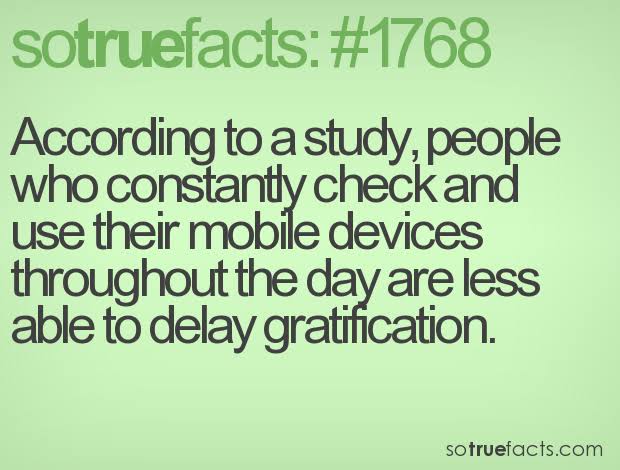 sotruefacts: #1768
According to a study, people
who constantly check and
use their mobile devices
throughout the day are less
able to delay gratification.
sotruefacts.com